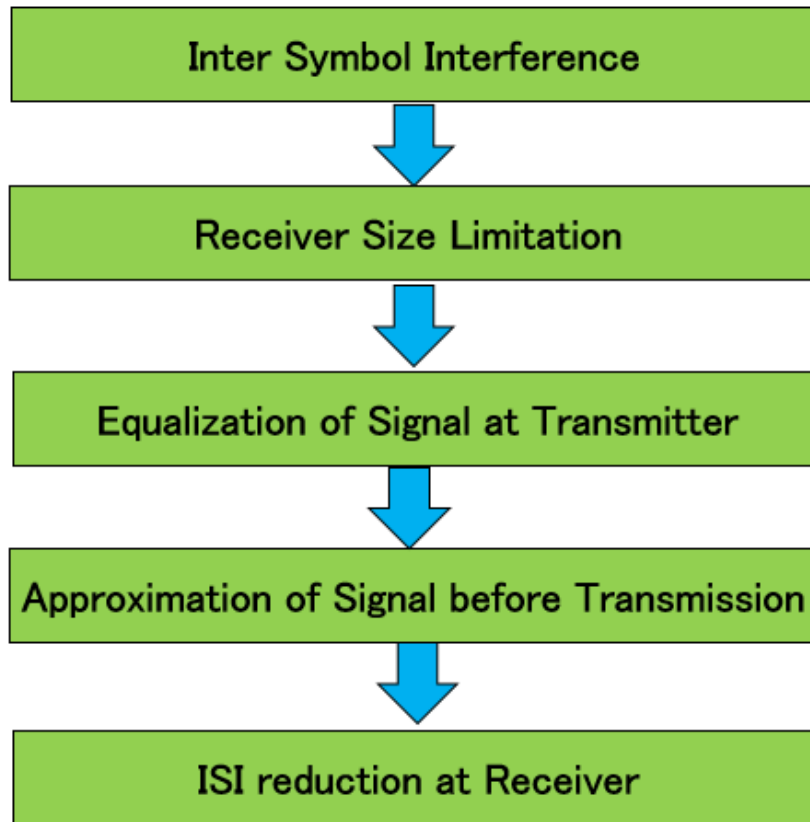 Inter Symbol Interference
Receiver Size Limitation
Equalization of Signal at Transmitter
Approximation of Signal before Transmission
ISI reduction at Receiver